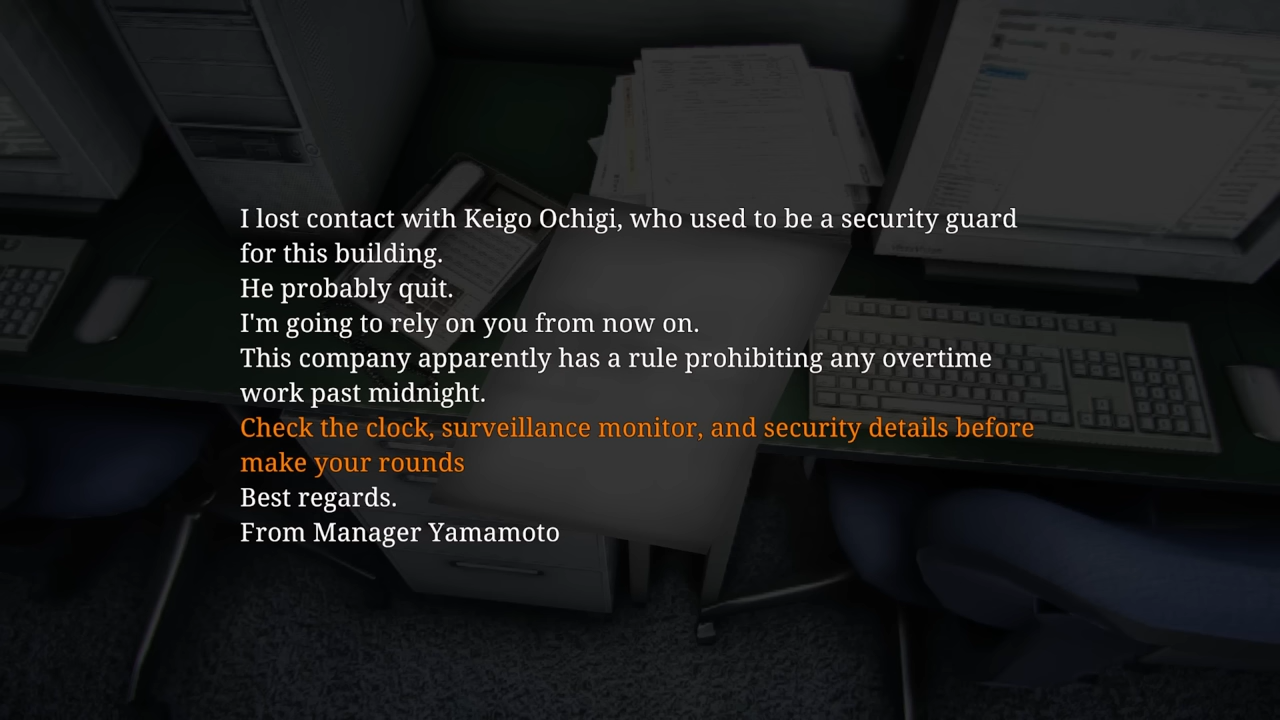 I lost contact with Keigo Ochigi, who used to be a security guard
for this building.
He probably quit.
I'm going to rely on you from now on.
This company apparently has a rule prohibiting any overtime
work past midnight.
Check the clock, surveillance monitor, and security details before
make your rounds
Best regards.
From Manager Yamamoto